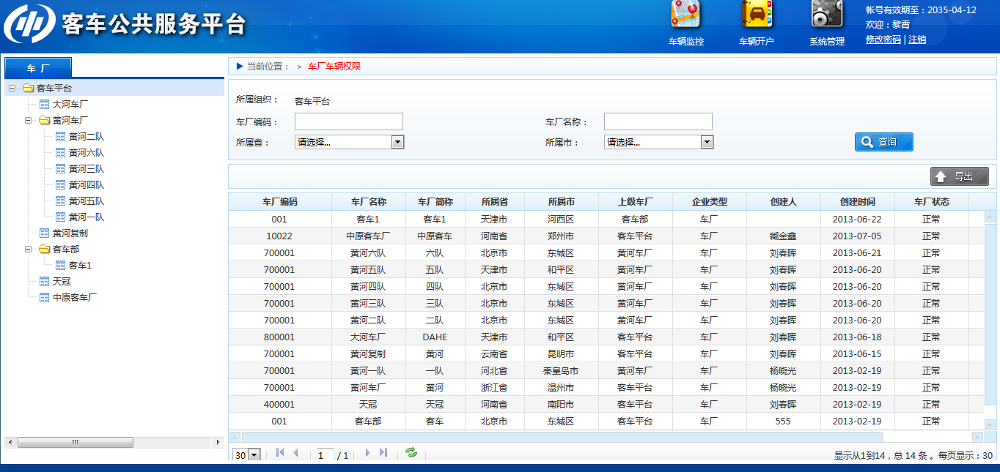 客车公共服务平台
车辆监控 车辆开户 系统管理
帐号有效期至：2035-04-12
欢迎：黎霄
修改密码 | 注销
车 厂
客车平台
大河车厂
黄河车厂
黄河二队
黄河六队
黄河三队
黄河四队
黄河五队
黄河一队
黄河复制
客车部
客车1
天冠
中原客车厂
当前位置： > 车厂车辆权限
所属组织： 客车平台
车厂编码： 车厂名称：
所属省： 请选择... 所属市： 请选择... 查询
导出
车厂编码 车厂名称 车厂简称 所属省 所属市 上级车厂 企业类型 创建人 创建时间 车厂状态
001 客车1 客车1 天津市 河西区 客车部 车厂 2013-06-22 正常
10022 中原客车厂 中原客车 河南省 郑州市 客车平台 车厂 臧金鑫 2013-07-05 正常
700001 黄河六队 六队 北京市 东城区 黄河车厂 车厂 刘春晖 2013-06-21 正常
700001 黄河五队 五队 天津市 和平区 黄河车厂 车厂 刘春晖 2013-06-20 正常
700001 黄河四队 四队 北京市 东城区 黄河车厂 车厂 刘春晖 2013-06-20 正常
700001 黄河三队 三队 北京市 东城区 黄河车厂 车厂 刘春晖 2013-06-20 正常
700001 黄河二队 二队 北京市 东城区 黄河车厂 车厂 刘春晖 2013-06-20 正常
800001 大河车厂 DAHE 天津市 和平区 客车平台 车厂 刘春晖 2013-06-18 正常
700001 黄河复制 黄河 云南省 昆明市 客车平台 车厂 刘春晖 2013-06-15 正常
700001 黄河一队 一队 河北省 秦皇岛市 黄河车厂 车厂 杨晓光 2013-02-19 正常
700001 黄河车厂 黄河 浙江省 温州市 客车平台 车厂 杨晓光 2013-02-19 正常
400001 天冠 天冠 河南省 南阳市 客车平台 车厂 刘春晖 2013-02-19 正常
001 客车部 客车 北京市 东城区 客车平台 车厂 555 2013-02-19 正常
30 1 / 1 显示从1到14，总 14 条 。每页显示：30